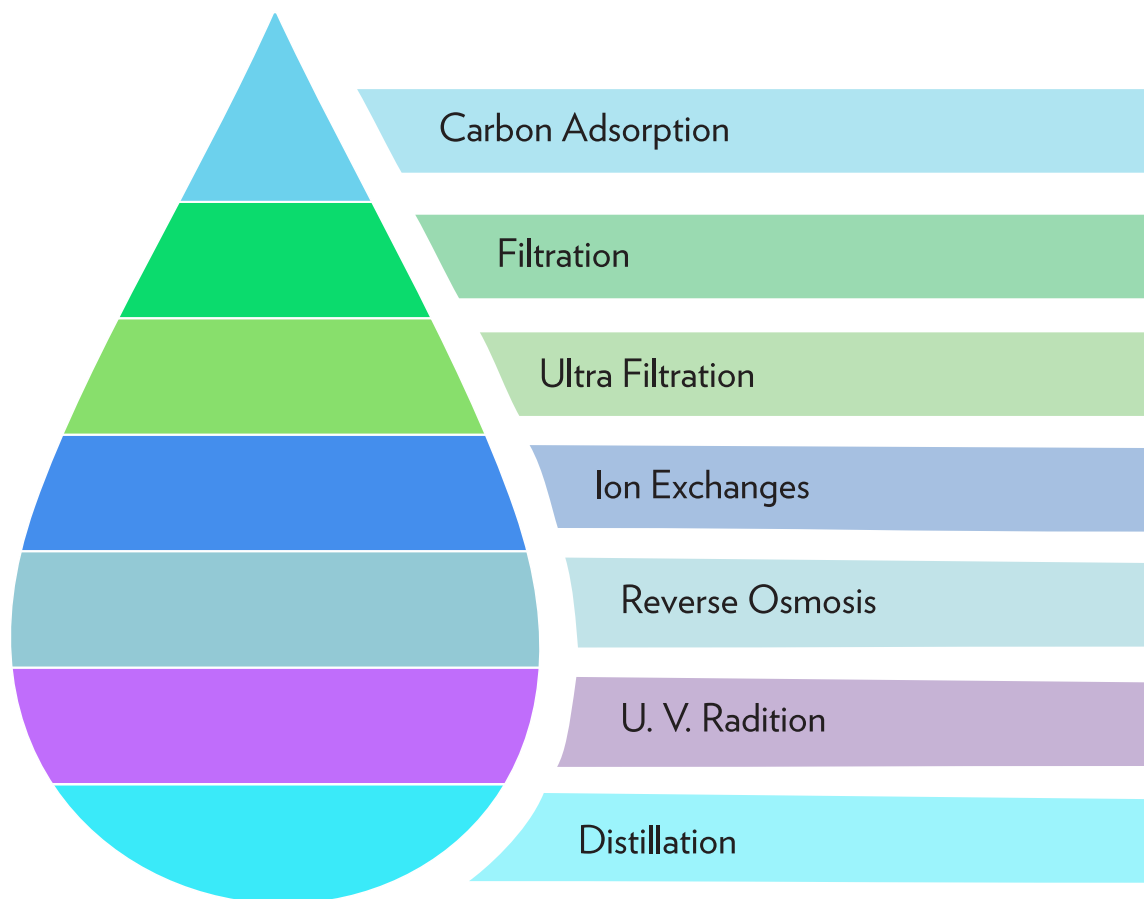 Carbon Adsorption
Filtration
Ultra Filtration
Ion Exchanges
Reverse Osmosis
U. V. Radition
Distillation